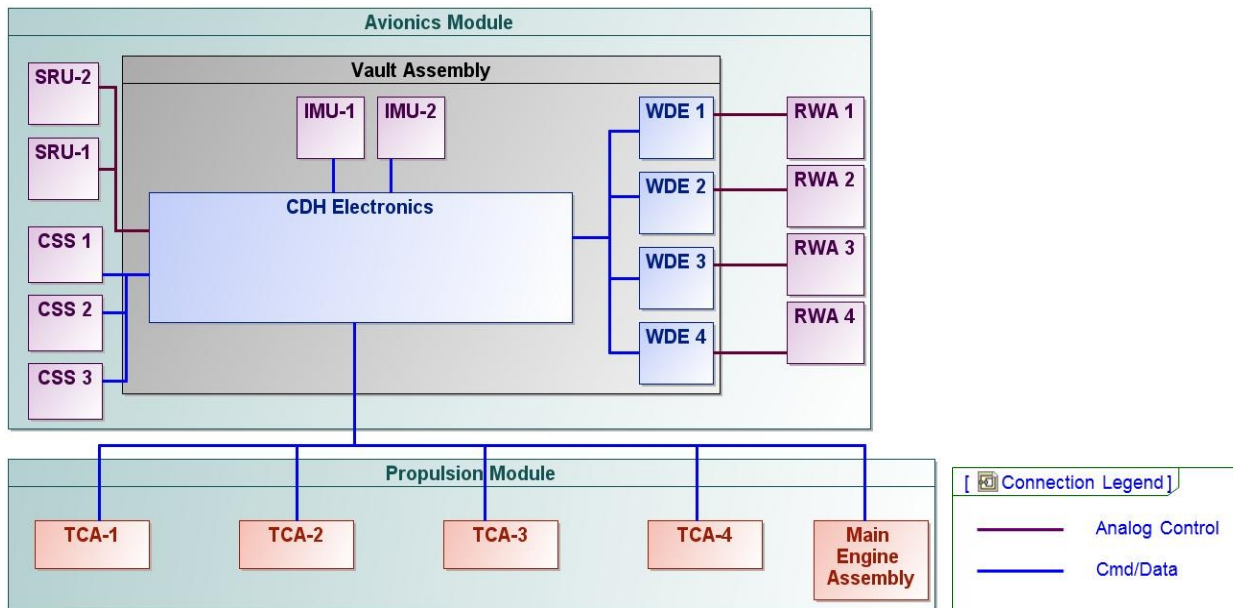 Avionics Module
Vault Assembly
SRU-2
SRU-1
CSS 1
CSS 2
CSS 3
IMU-1
IMU-2
CDH Electronics
WDE 1
WDE 2
WDE 3
WDE 4
RWA 1
RWA 2
RWA 3
RWA 4
Propulsion Module
TCA-1
TCA-2
TCA-3
TCA-4
Main
Engine
Assembly
[ Connection Legend ]
Analog Control
Cmd/Data